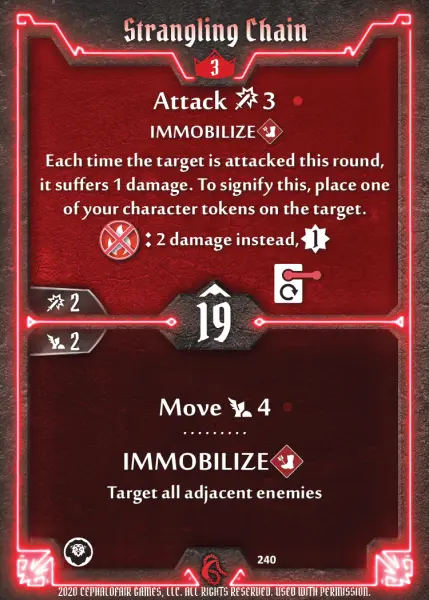 Strangling Chain
3
Attack 3
IMMOBILIZE
Each time the target is attacked this round,
it suffers 1 damage. To signify this, place one
of your character tokens on the target.
: 2 damage instead, 1
2
19
2
Move 4
IMMOBILIZE
Target all adjacent enemies
240
2020 CEPHALOFAIR GAMES, LLC. ALL RIGHTS RESERVED. USED WITH PERMISSION.